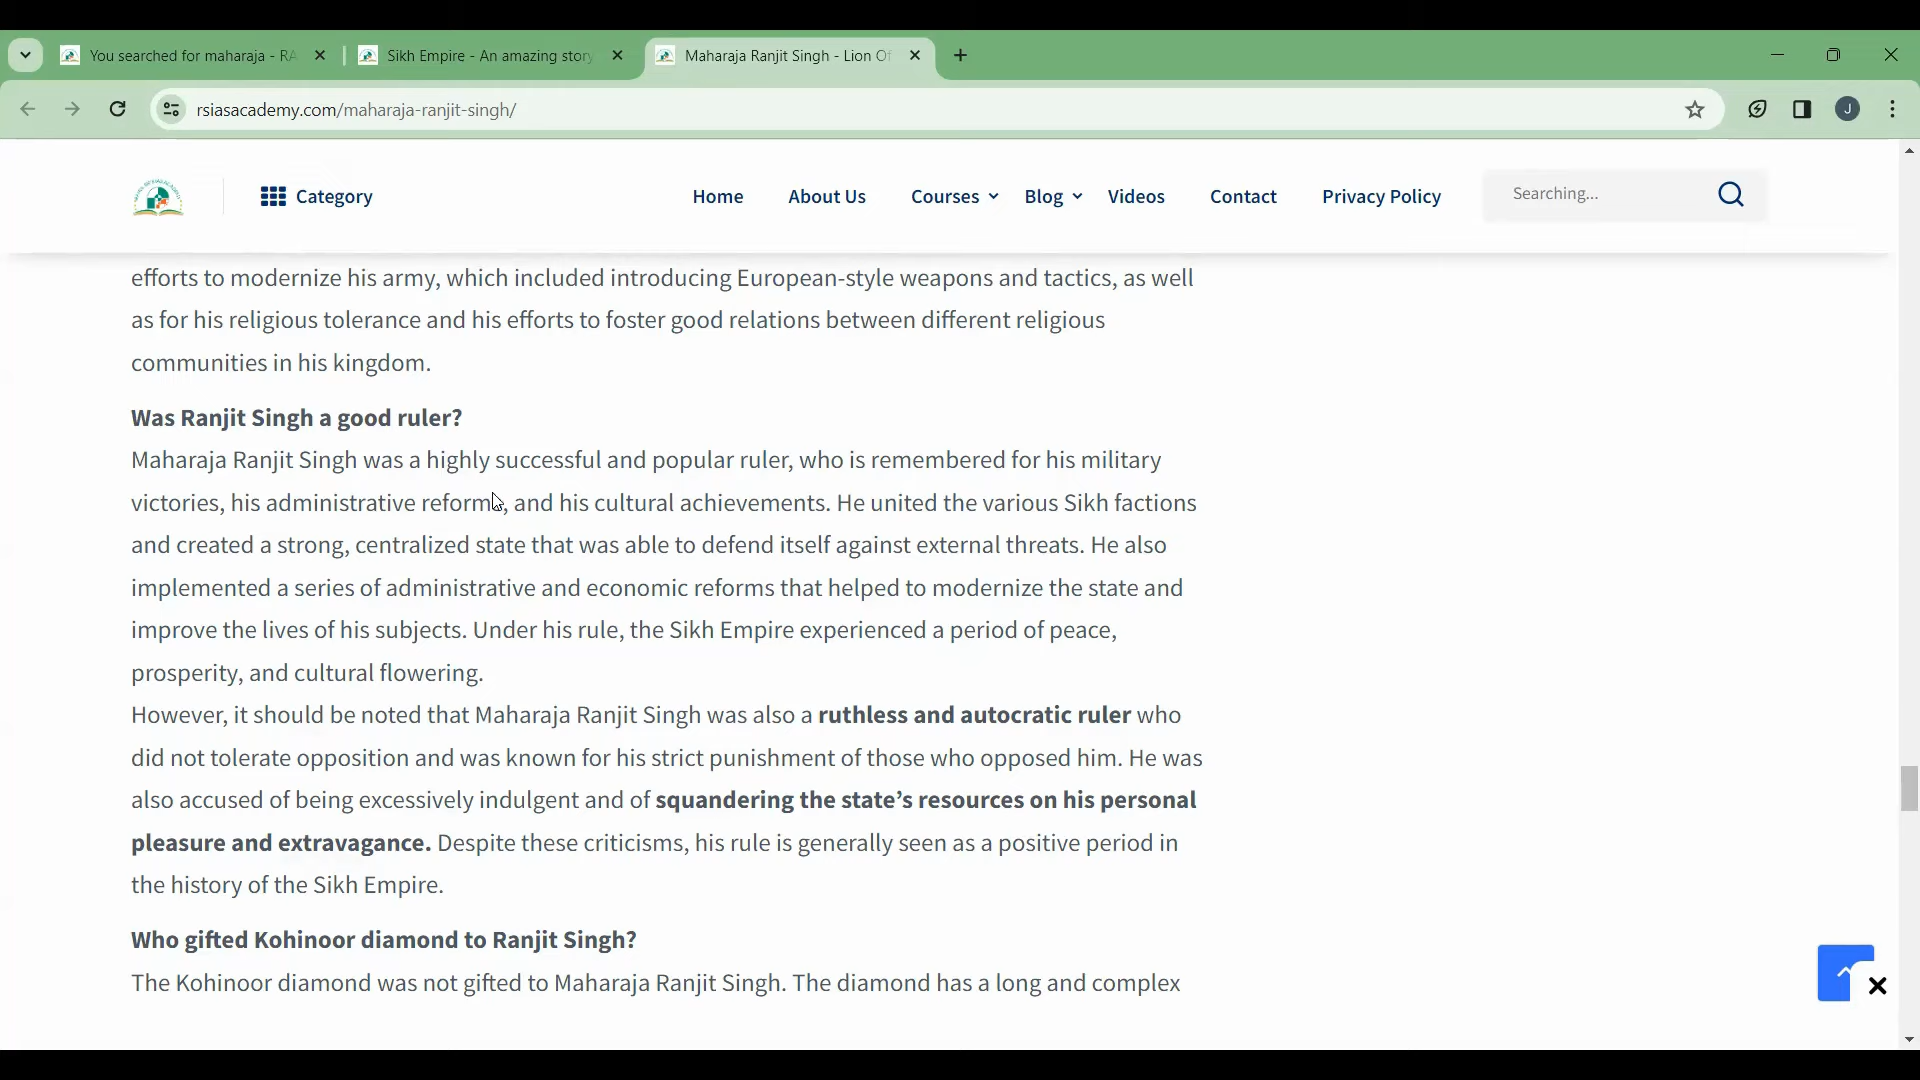 You searched for maharaja - RA
Sikh Empire - An amazing story
Maharaja Ranjit Singh - Lion Of
rsiasacademy.com/maharaja-ranjit-singh/
J
Category
Home
About Us
Courses
Blog
Videos
Contact
Privacy Policy
Searching...
efforts to modernize his army, which included introducing European-style weapons and tactics, as well
as for his religious tolerance and his efforts to foster good relations between different religious
communities in his kingdom.
Was Ranjit Singh a good ruler?
Maharaja Ranjit Singh was a highly successful and popular ruler, who is remembered for his military
victories, his administrative reforms, and his cultural achievements. He united the various Sikh factions
and created a strong, centralized state that was able to defend itself against external threats. He also
implemented a series of administrative and economic reforms that helped to modernize the state and
improve the lives of his subjects. Under his rule, the Sikh Empire experienced a period of peace,
prosperity, and cultural flowering.
However, it should be noted that Maharaja Ranjit Singh was also a ruthless and autocratic ruler who
did not tolerate opposition and was known for his strict punishment of those who opposed him. He was
also accused of being excessively indulgent and of squandering the state’s resources on his personal
pleasure and extravagance. Despite these criticisms, his rule is generally seen as a positive period in
the history of the Sikh Empire.
Who gifted Kohinoor diamond to Ranjit Singh?
The Kohinoor diamond was not gifted to Maharaja Ranjit Singh. The diamond has a long and complex